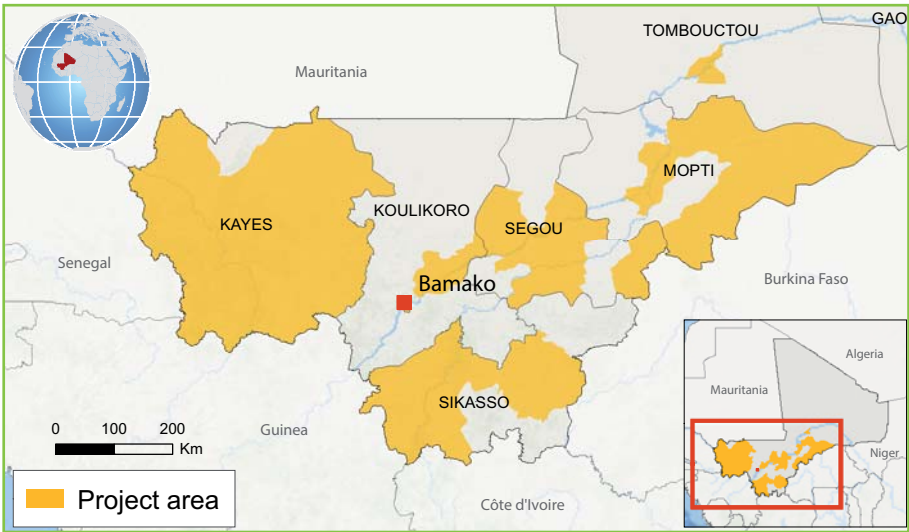 TOMBOUCTOU
GAO
Mauritania
MOPTI
KOULIKORO
KAYES
SEGOU
Senegal
Bamako
Burkina Faso
SIKASSO
Guinea
Côte d'Ivoire
0 100 200
Km
Project area
Algeria
Mauritania
Niger